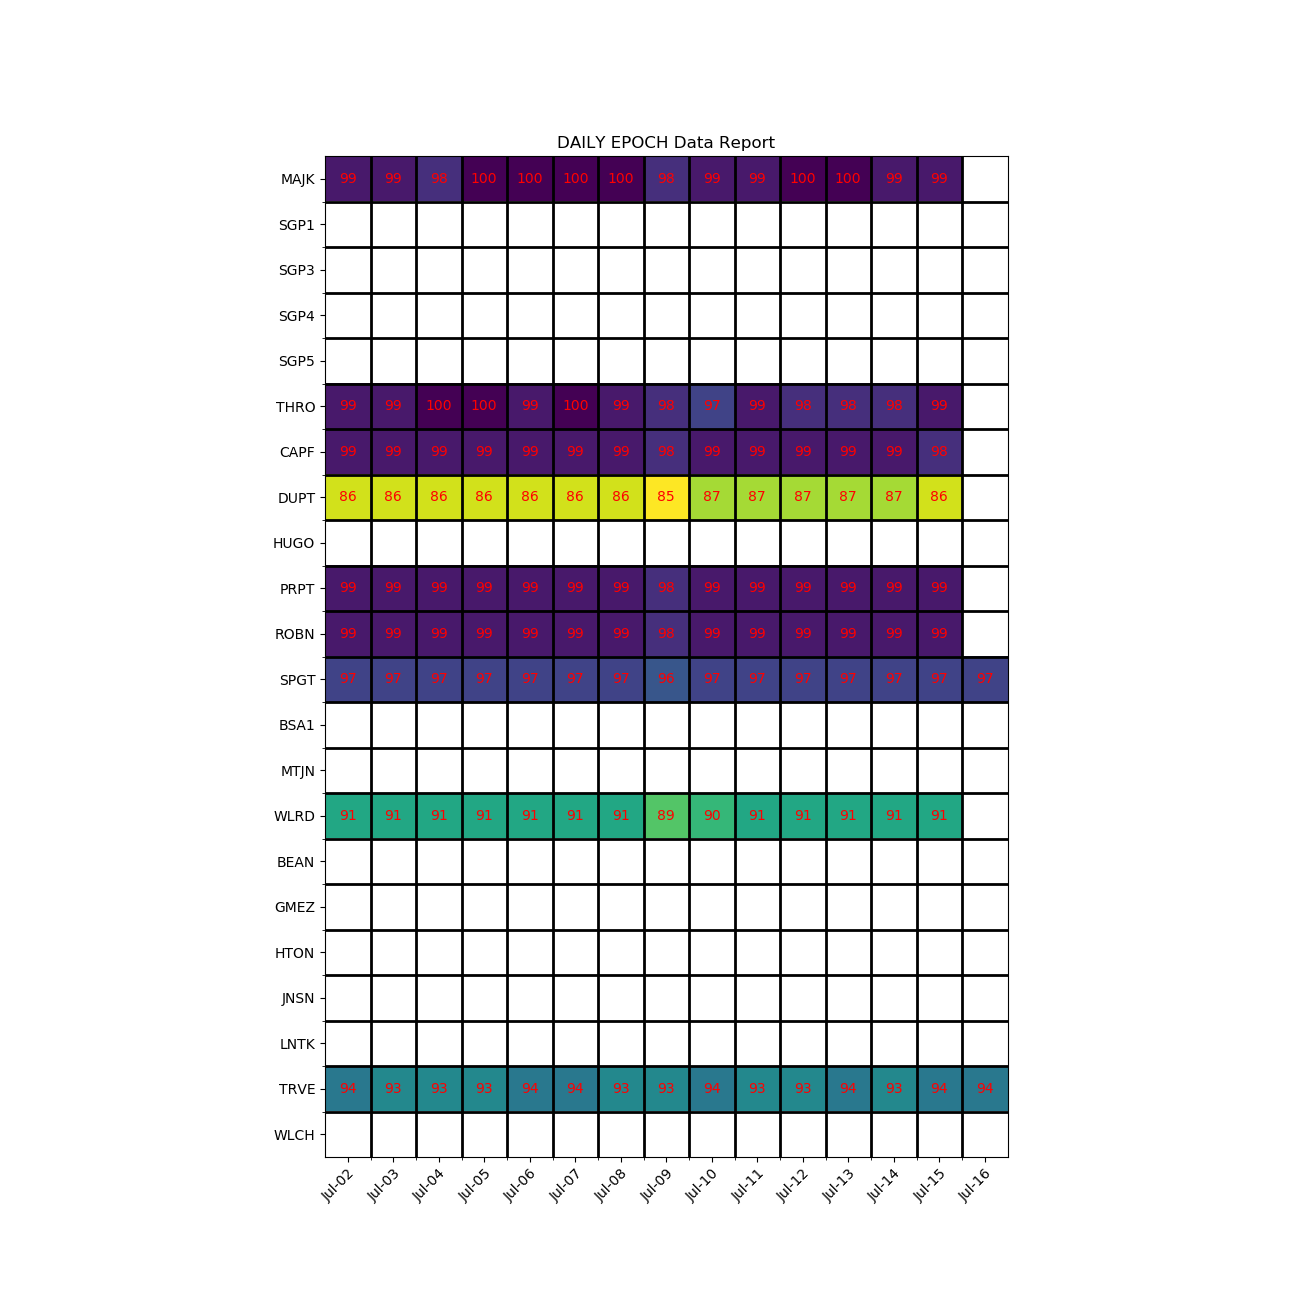 DAILY EPOCH Data Report
MAJK 99 99 98 100 100 100 100 98 99 99 100 100 99 99
SGP1
SGP3
SGP4
SGP5
THRO 99 99 100 100 99 100 99 98 97 99 98 98 98 99
CAPF 99 99 99 99 99 99 99 98 99 99 99 99 99 98
DUPT 86 86 86 86 86 86 86 85 87 87 87 87 87 86
HUGO
PRPT 99 99 99 99 99 99 99 98 99 99 99 99 99 99
ROBN 99 99 99 99 99 99 99 98 99 99 99 99 99 99
SPGT 97 97 97 97 97 97 97 96 97 97 97 97 97 97 97
BSA1
MTJN
WLRD 91 91 91 91 91 91 91 89 90 91 91 91 91 91
BEAN
GMEZ
HTON
JNSN
LNTK
TRVE 94 93 93 93 94 94 93 93 94 93 93 94 93 94 94
WLCH
Jul-02 Jul-03 Jul-04 Jul-05 Jul-06 Jul-07 Jul-08 Jul-09 Jul-10 Jul-11 Jul-12 Jul-13 Jul-14 Jul-15 Jul-16